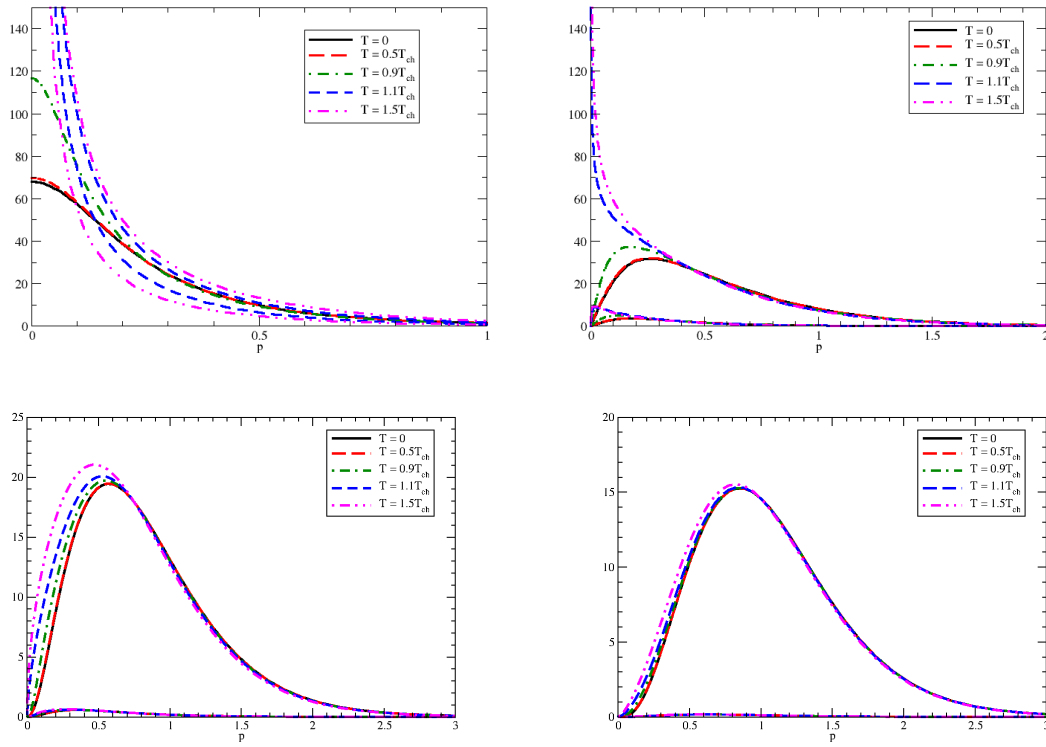 140
120
100
80
60
40
20
0
0
0.5
1
p
T = 0
T = 0.5T_ch
T = 0.9T_ch
T = 1.1T_ch
T = 1.5T_ch
140
120
100
80
60
40
20
0
0
0.5
1
1.5
2
p
T = 0
T = 0.5T_ch
T = 0.9T_ch
T = 1.1T_ch
T = 1.5T_ch
25
20
15
10
5
0
0
0.5
1
1.5
2
2.5
3
p
T = 0
T = 0.5T_ch
T = 0.9T_ch
T = 1.1T_ch
T = 1.5T_ch
20
15
10
5
0
0
0.5
1
1.5
2
2.5
3
p
T = 0
T = 0.5T_ch
T = 0.9T_ch
T = 1.1T_ch
T = 1.5T_ch